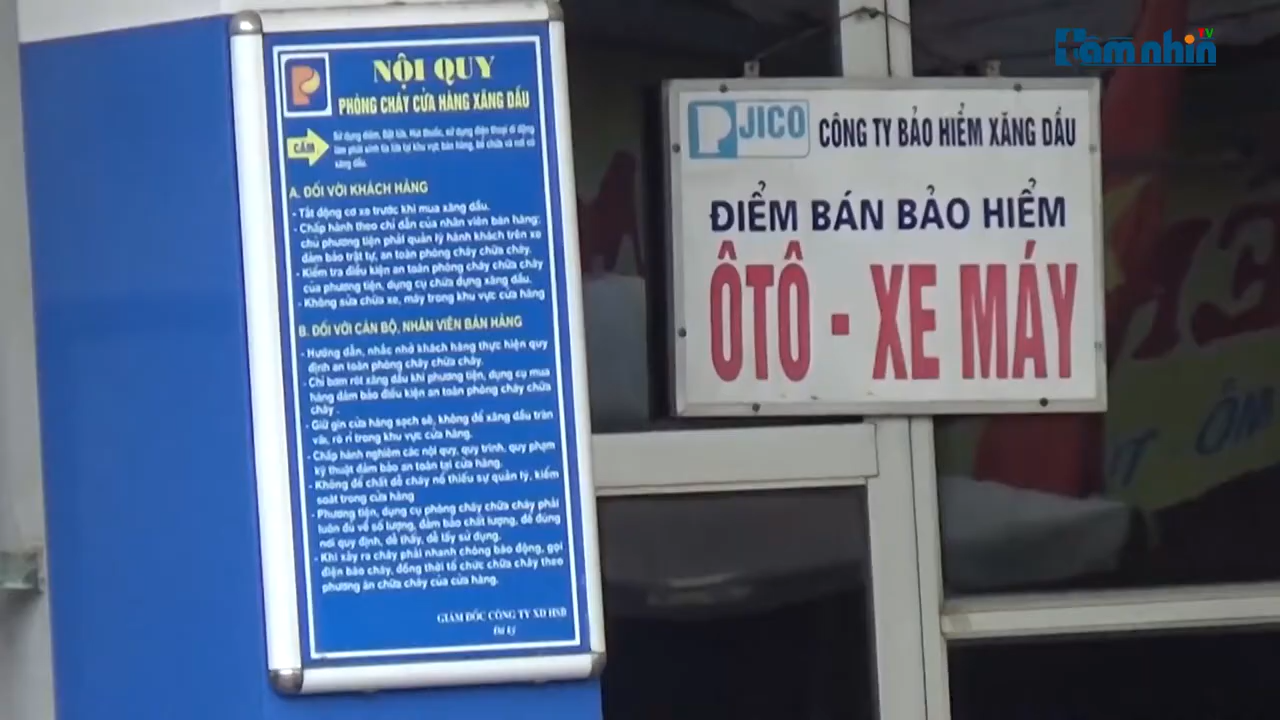 Tầm nhìn TV
NỘI QUY
PHÒNG CHÁY CỬA HÀNG XĂNG DẦU
CẤM
Sử dụng diêm, Bật lửa, Hút thuốc, sử dụng điện thoại di động
làm phát sinh tia lửa tại khu vực bán hàng, bể chứa và nơi có
xăng dầu.
A. ĐỐI VỚI KHÁCH HÀNG
- Tắt động cơ xe trước khi mua xăng dầu.
- Chấp hành theo chỉ dẫn của nhân viên bán hàng;
chủ phương tiện phải quản lý hành khách trên xe
đảm bảo trật tự, an toàn phòng cháy chữa cháy.
- Kiểm tra điều kiện an toàn phòng cháy chữa cháy
của phương tiện, dụng cụ chứa đựng xăng dầu.
- Không sửa chữa xe, máy trong khu vực cửa hàng
B. ĐỐI VỚI CÁN BỘ, NHÂN VIÊN BÁN HÀNG
- Hướng dẫn, nhắc nhở khách hàng thực hiện quy
định an toàn phòng cháy chữa cháy.
- Chỉ bơm rót xăng dầu khi phương tiện, dụng cụ mua
hàng đảm bảo điều kiện an toàn phòng cháy chữa
cháy .
- Giữ gìn cửa hàng sạch sẽ, không để xăng dầu tràn
vãi, rò rỉ trong khu vực cửa hàng.
- Chấp hành nghiêm các nội quy, quy trình, quy phạm
kỹ thuật đảm bảo an toàn tại cửa hàng.
- Không để chất dễ cháy nổ thiếu sự quản lý, kiểm
soát trong cửa hàng
- Phương tiện, dụng cụ phòng cháy chữa cháy phải
luôn đủ về số lượng, đảm bảo chất lượng, để đúng
nơi quy định, dễ thấy, dễ lấy sử dụng.
- Khi xảy ra cháy phải nhanh chóng báo động, gọi
điện báo cháy, đồng thời tổ chức chữa cháy theo
phương án chữa cháy của cửa hàng.
GIÁM ĐỐC CÔNG TY XD HSB
Đã ký
PJICO CÔNG TY BẢO HIỂM XĂNG DẦU
ĐIỂM BÁN BẢO HIỂM
ÔTÔ - XE MÁY